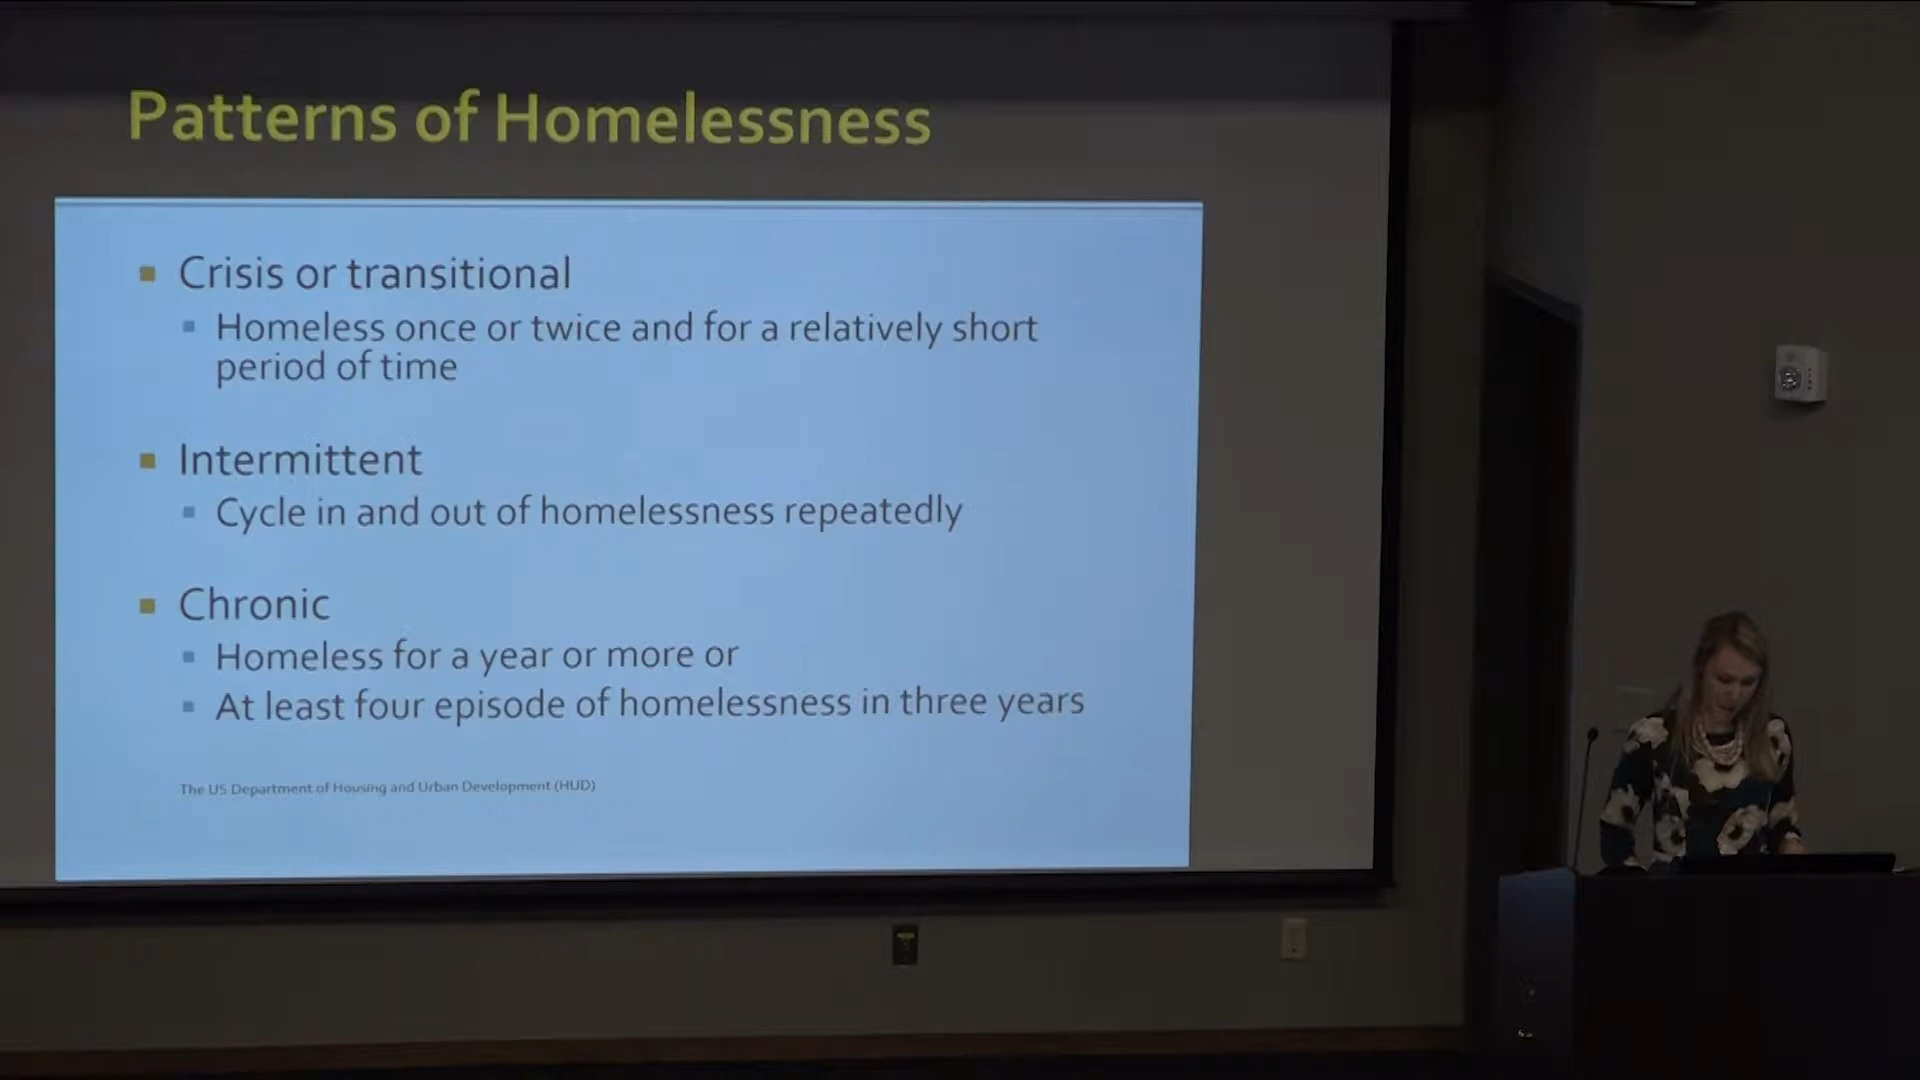 Patterns of Homelessness
Crisis or transitional
Homeless once or twice and for a relatively short
period of time
Intermittent
Cycle in and out of homelessness repeatedly
Chronic
Homeless for a year or more or
At least four episode of homelessness in three years
The US Department of Housing and Urban Development (HUD)